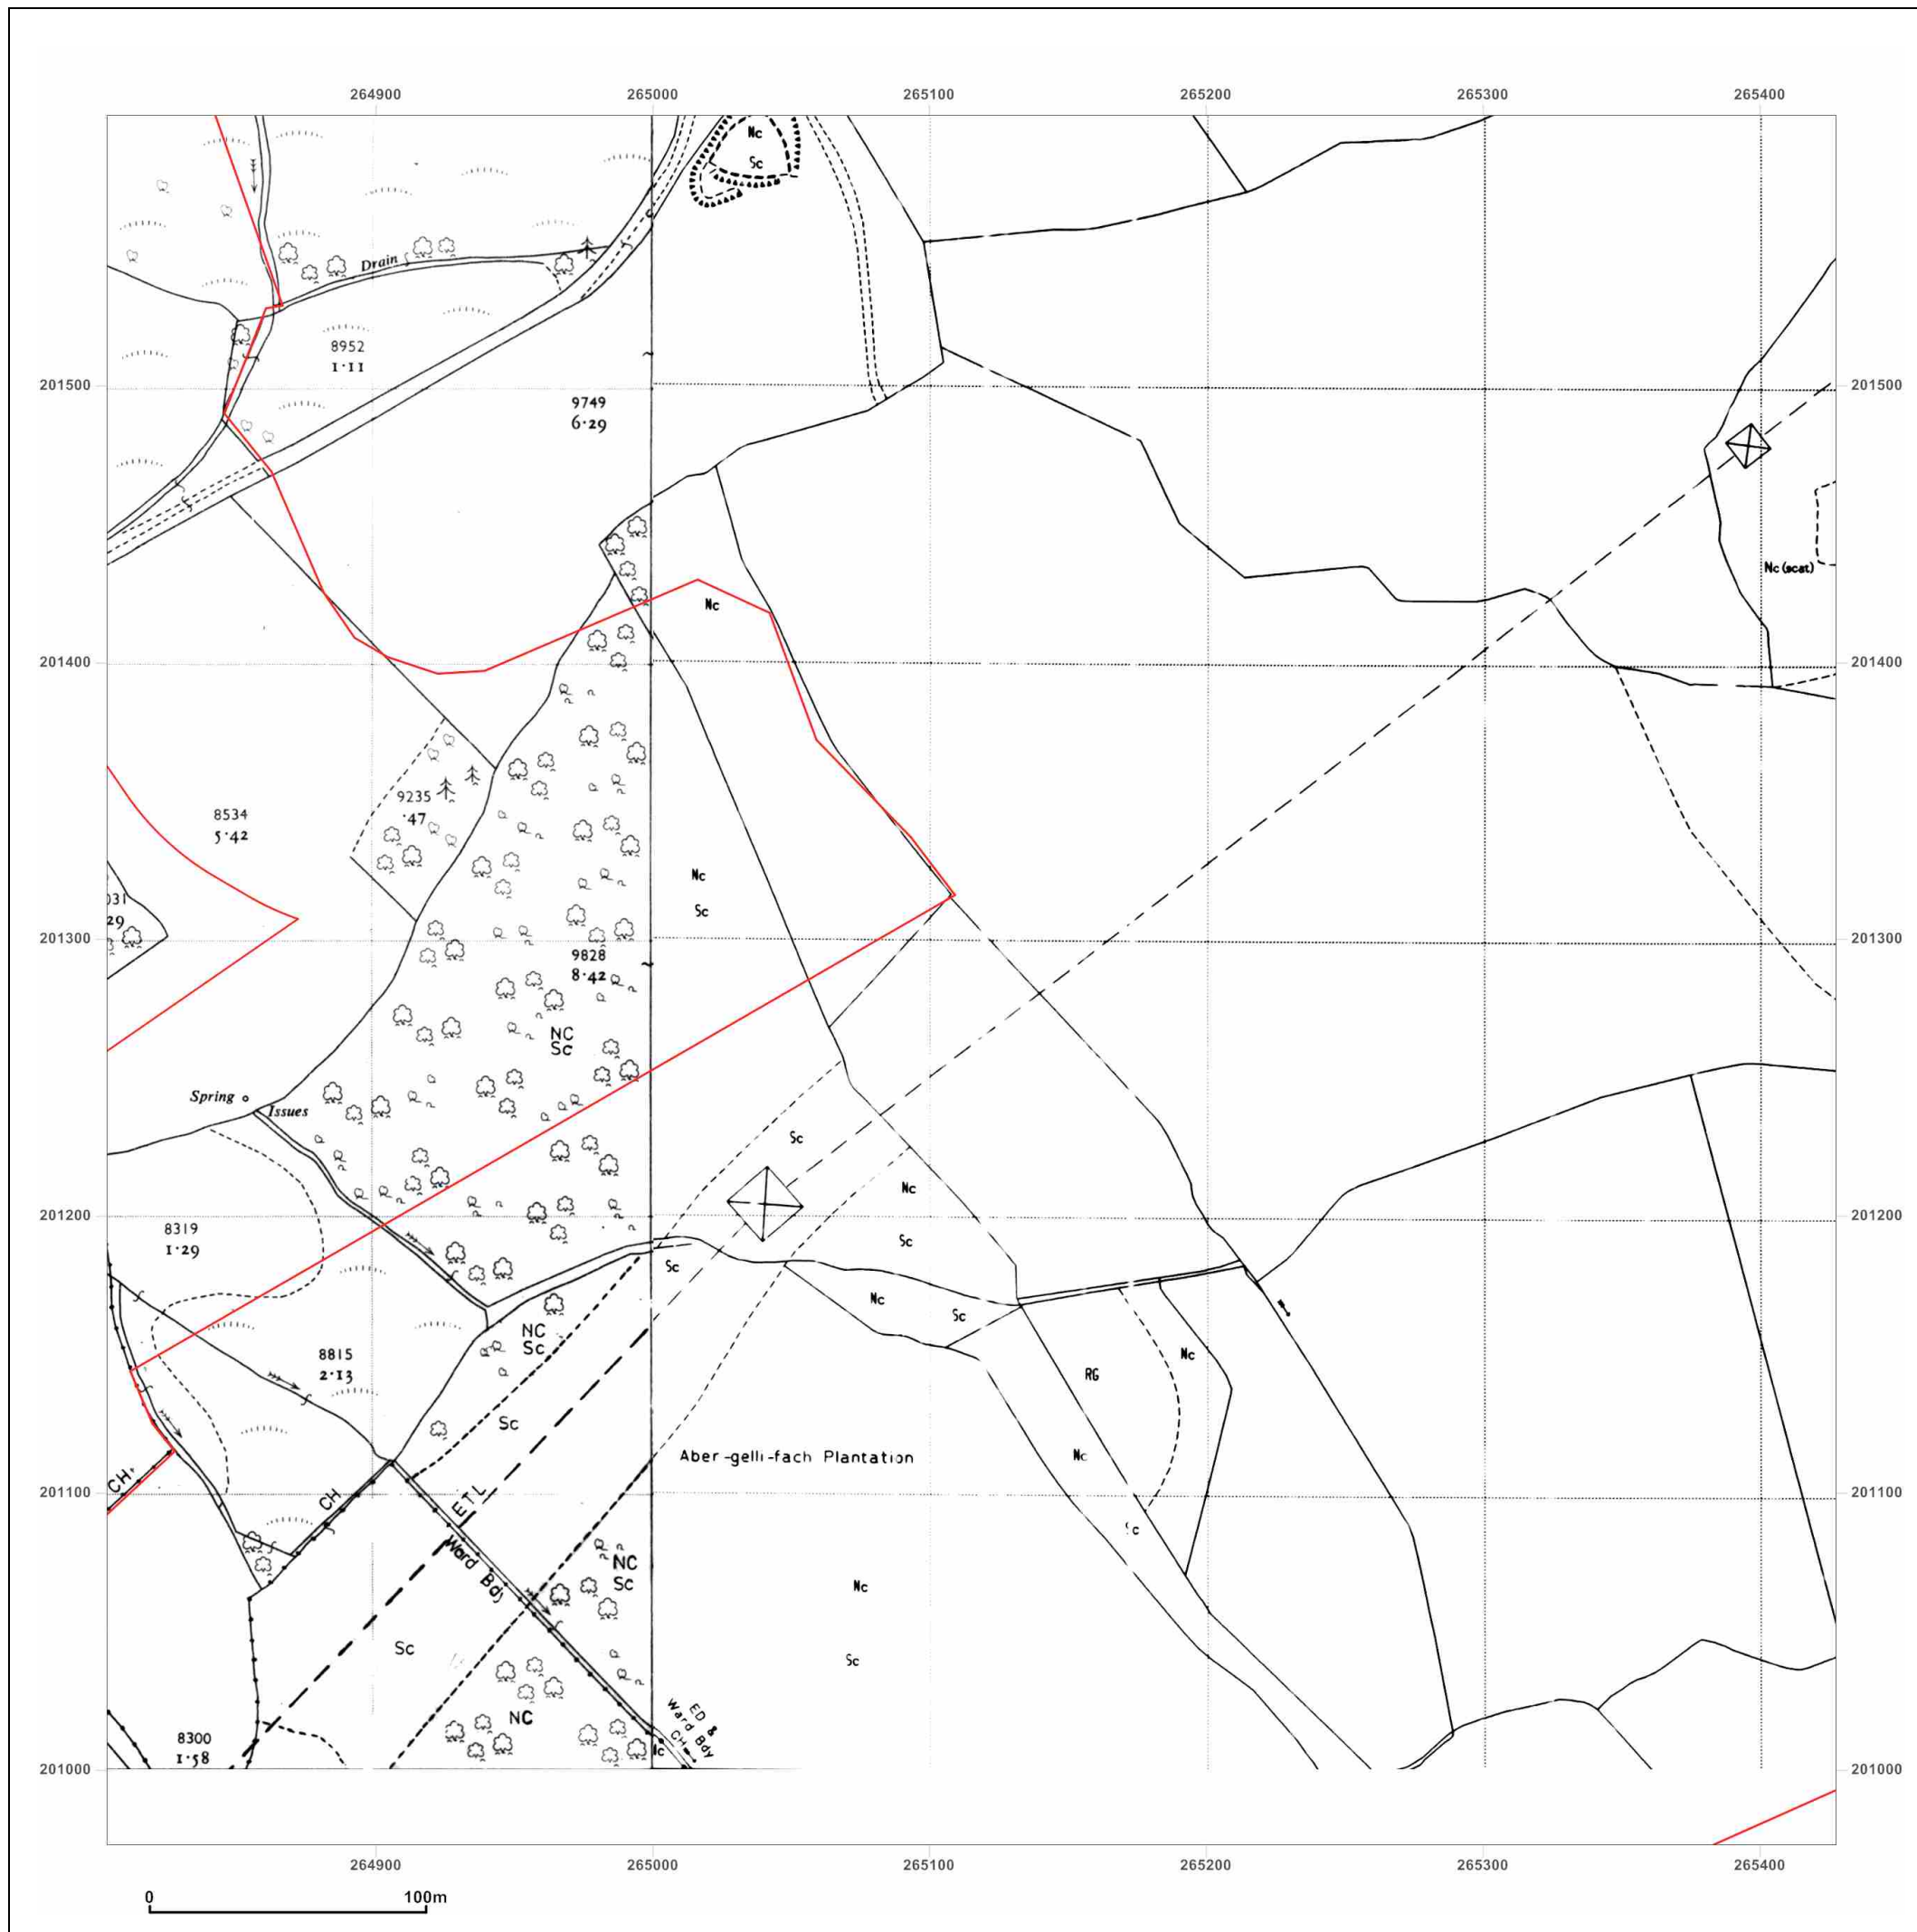 264900 265000 265100 265200 265300 265400
Nc
Sc
Drain
8952
1·11
201500 201500
9749
6·29
Nc (scat)
Nc
201400 201400
9235
·47
8534
5·42
Nc
Sc
031
29
201300 201300
9828
8·42
NC
Sc
Spring
Issues
Sc
Nc
201200 201200
8319
1·29
Sc
Sc
Nc
Sc
NC
Sc
Nc
8815
2·13
RG
Sc
Aber-gelli-fach Plantation
Nc
CH
CH
ETL
201100 201100
Sc
Ward Bdy
NC
Sc
Nc
Sc
Sc
NC
ED &
Ward Bdy
CH
8300
1·58
201000 201000
264900 265000 265100 265200 265300 265400
0 100m